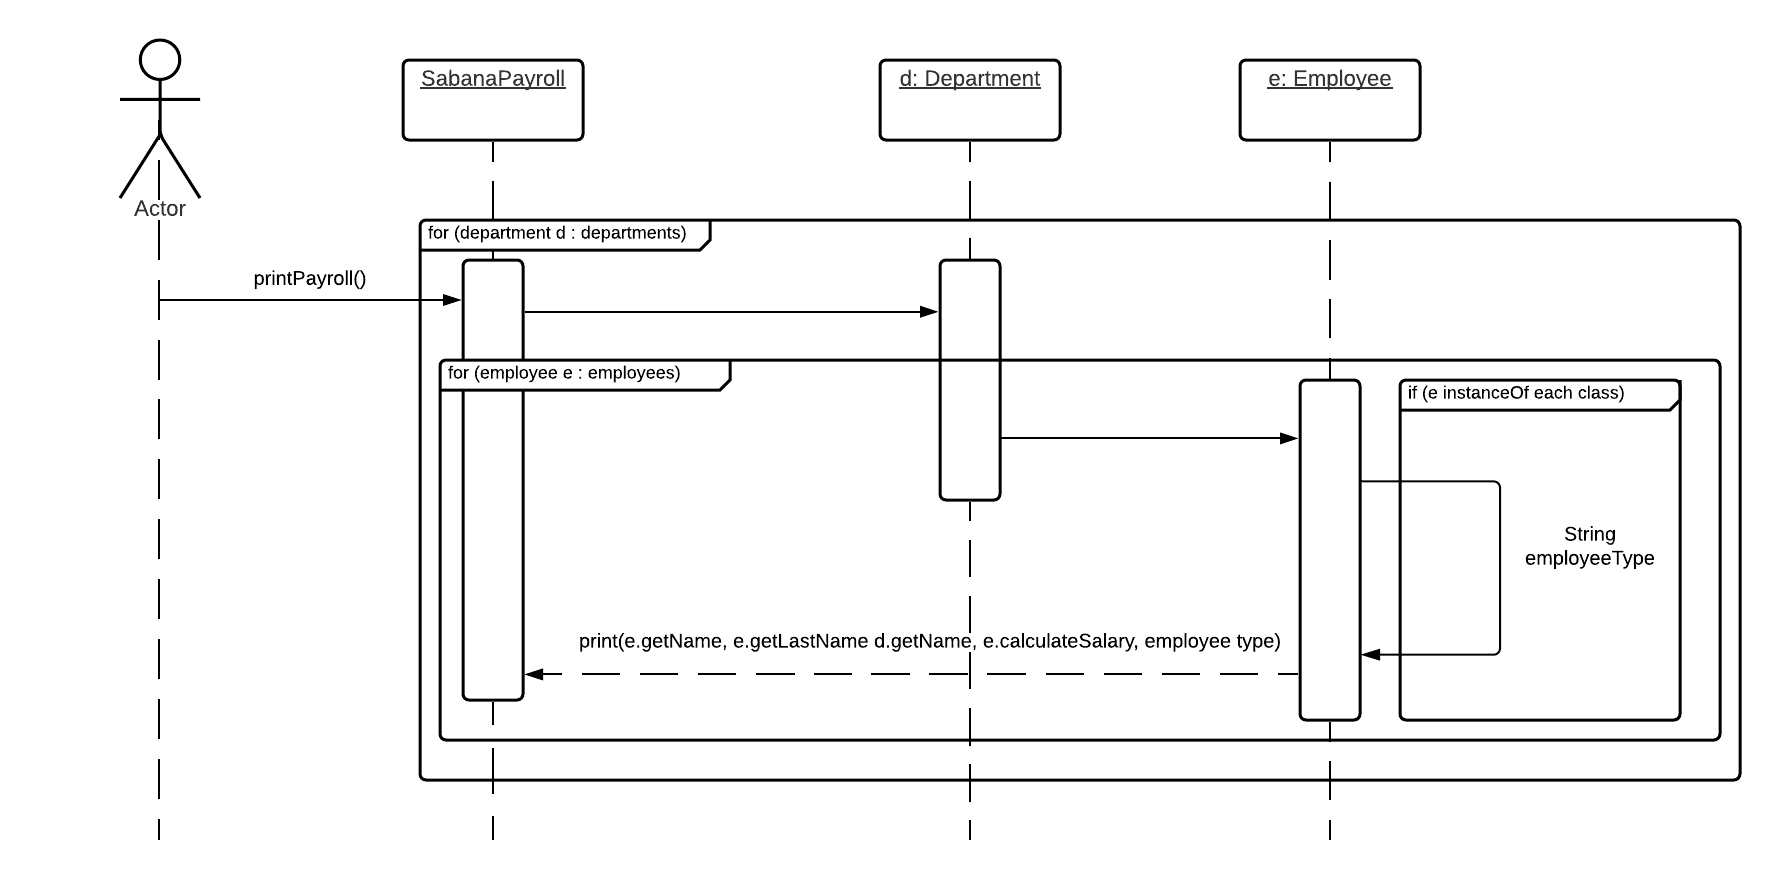 SabanaPayroll
d: Department
e: Employee
Actor
for (department d : departments)
printPayroll()
for (employee e : employees)
if (e instanceOf each class)
String
employeeType
print(e.getName, e.getLastName d.getName, e.calculateSalary, employee type)